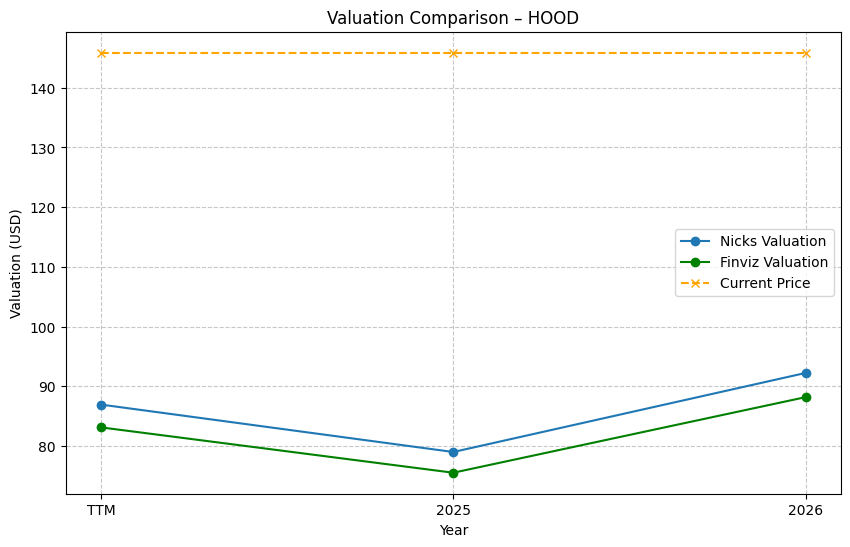 Valuation Comparison – HOOD
Valuation (USD)
140
130
120
110
100
90
80
Nicks Valuation
Finviz Valuation
Current Price
TTM
2025
2026
Year